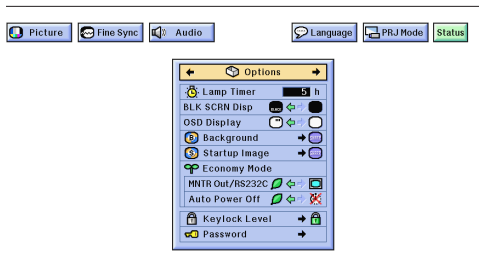 Picture Fine Sync Audio Language PRJ Mode Status
Options
Lamp Timer 5 h
BLK SCRN Disp BLACK
OSD Display
Background
Startup Image
Economy Mode
MNTR Out/RS232C
Auto Power Off
Keylock Level
Password